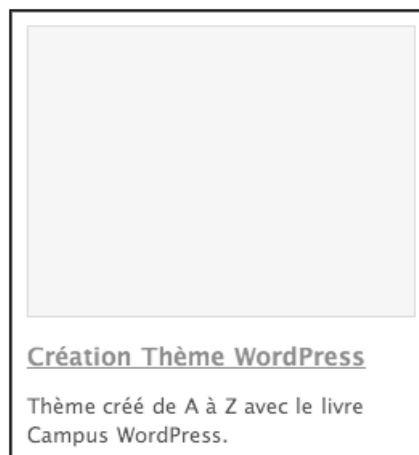 Création Thème WordPress
Thème créé de A à Z avec le livre
Campus WordPress.